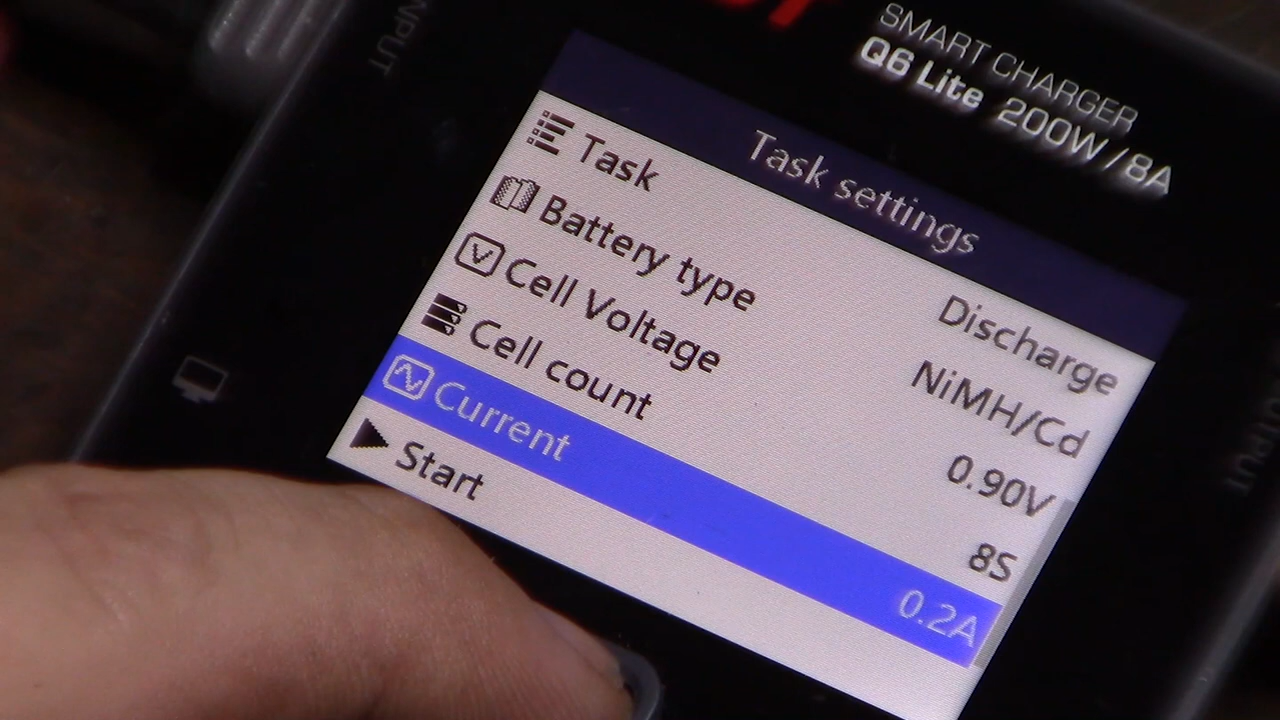 SMART CHARGER
Q6 Lite 200W/8A
Task settings
Task Discharge
Battery type NiMH/Cd
Cell Voltage 0.90V
Cell count 8S
Current 0.2A
Start